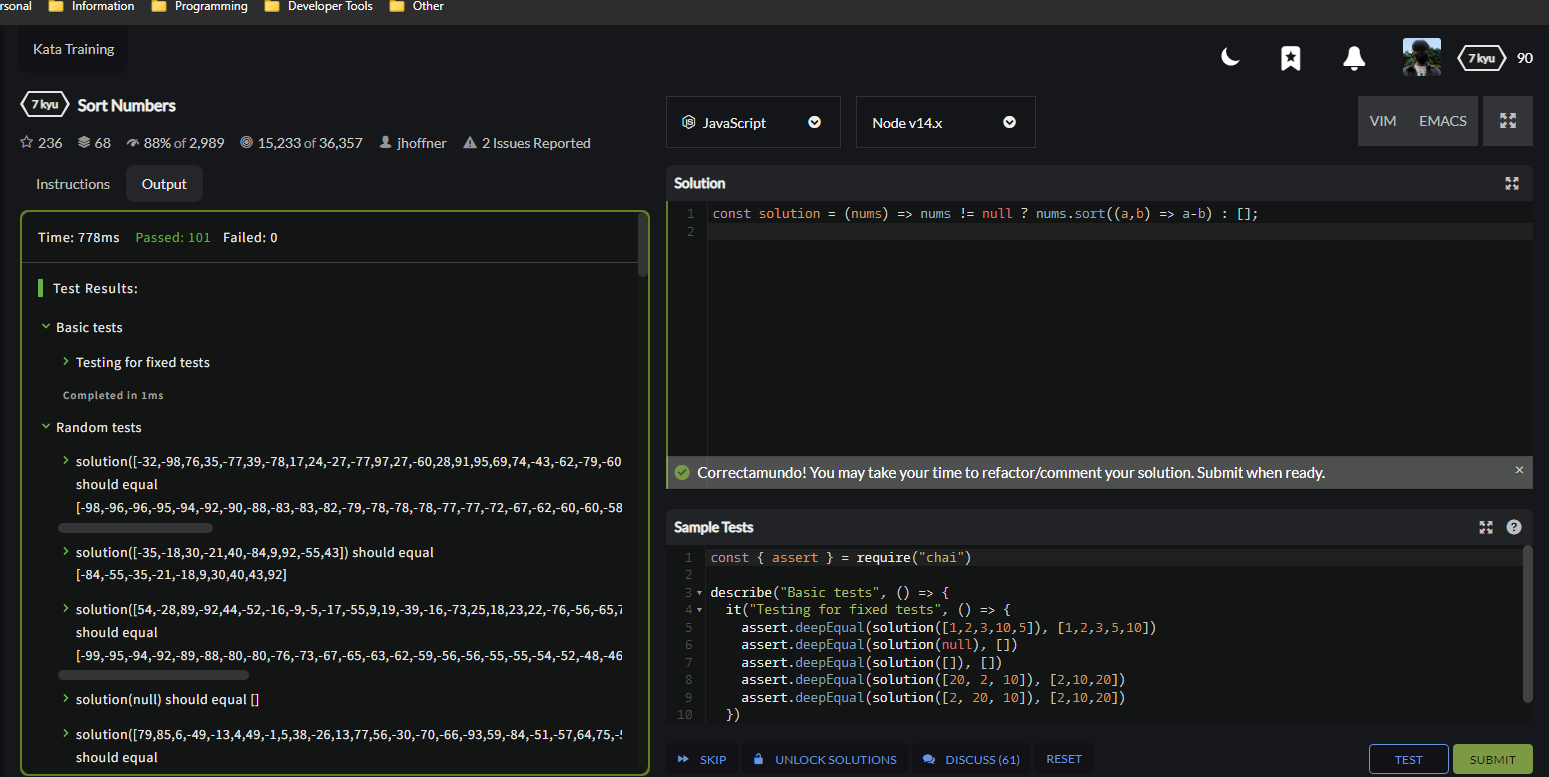 rsonal Information Programming Developer Tools Other
Kata Training
7 kyu 90
7 kyu Sort Numbers
236 68 88% of 2,989 15,233 of 36,357 jhoffner 2 Issues Reported
Instructions Output
Time: 778ms Passed: 101 Failed: 0
Test Results:
Basic tests
Testing for fixed tests
Completed in 1ms
Random tests
solution([-32,-98,76,35,-77,39,-78,17,24,-27,-77,97,27,-60,28,91,95,69,74,-43,-62,-79,-60
should equal
[-98,-96,-96,-95,-94,-92,-90,-88,-83,-83,-82,-79,-78,-78,-78,-77,-77,-72,-67,-62,-60,-60,-58
solution([-35,-18,30,-21,40,-84,9,92,-55,43]) should equal
[-84,-55,-35,-21,-18,9,30,40,43,92]
solution([54,-28,89,-92,44,-52,-16,-9,-5,-17,-55,9,19,-39,-16,-73,25,18,23,22,-76,-56,-65,7
should equal
[-99,-95,-94,-92,-89,-88,-80,-80,-76,-73,-67,-65,-63,-62,-59,-56,-56,-55,-55,-54,-52,-48,-46
solution(null) should equal []
solution([79,85,6,-49,-13,4,49,-1,5,38,-26,13,77,56,-30,-70,-66,-93,59,-84,-51,-57,64,75,-5
should equal
JavaScript
Node v14.x
VIM EMACS
Solution
1 const solution = (nums) => nums != null ? nums.sort((a,b) => a-b) : [];
2
Correctamundo! You may take your time to refactor/comment your solution. Submit when ready. ×
Sample Tests ?
1 const { assert } = require("chai")
2
3 describe("Basic tests", () => {
4 it("Testing for fixed tests", () => {
5 assert.deepEqual(solution([1,2,3,10,5]), [1,2,3,5,10])
6 assert.deepEqual(solution(null), [])
7 assert.deepEqual(solution([]), [])
8 assert.deepEqual(solution([20, 2, 10]), [2,10,20])
9 assert.deepEqual(solution([2, 20, 10]), [2,10,20])
10 })
SKIP UNLOCK SOLUTIONS DISCUSS (61) RESET TEST SUBMIT